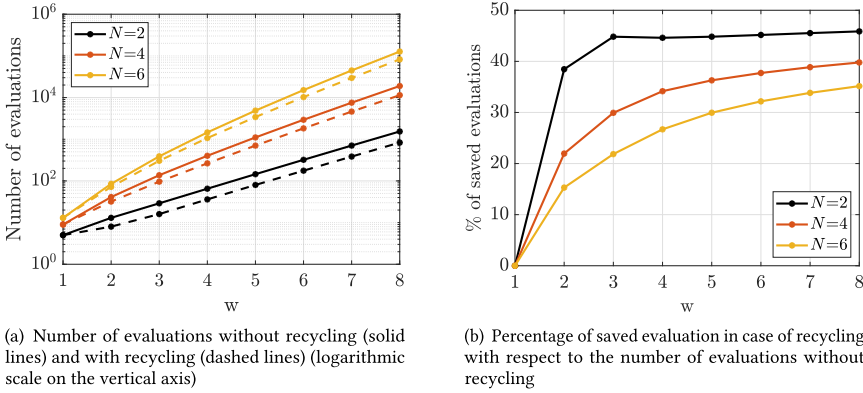 Number of evaluations
10^6
10^4
10^2
10^0
N=2
N=4
N=6
1 2 3 4 5 6 7 8
w
(a) Number of evaluations without recycling (solid
lines) and with recycling (dashed lines) (logarithmic
scale on the vertical axis)
% of saved evaluations
50
40
30
20
10
0
N=2
N=4
N=6
1 2 3 4 5 6 7 8
w
(b) Percentage of saved evaluation in case of recycling
with respect to the number of evaluations without
recycling